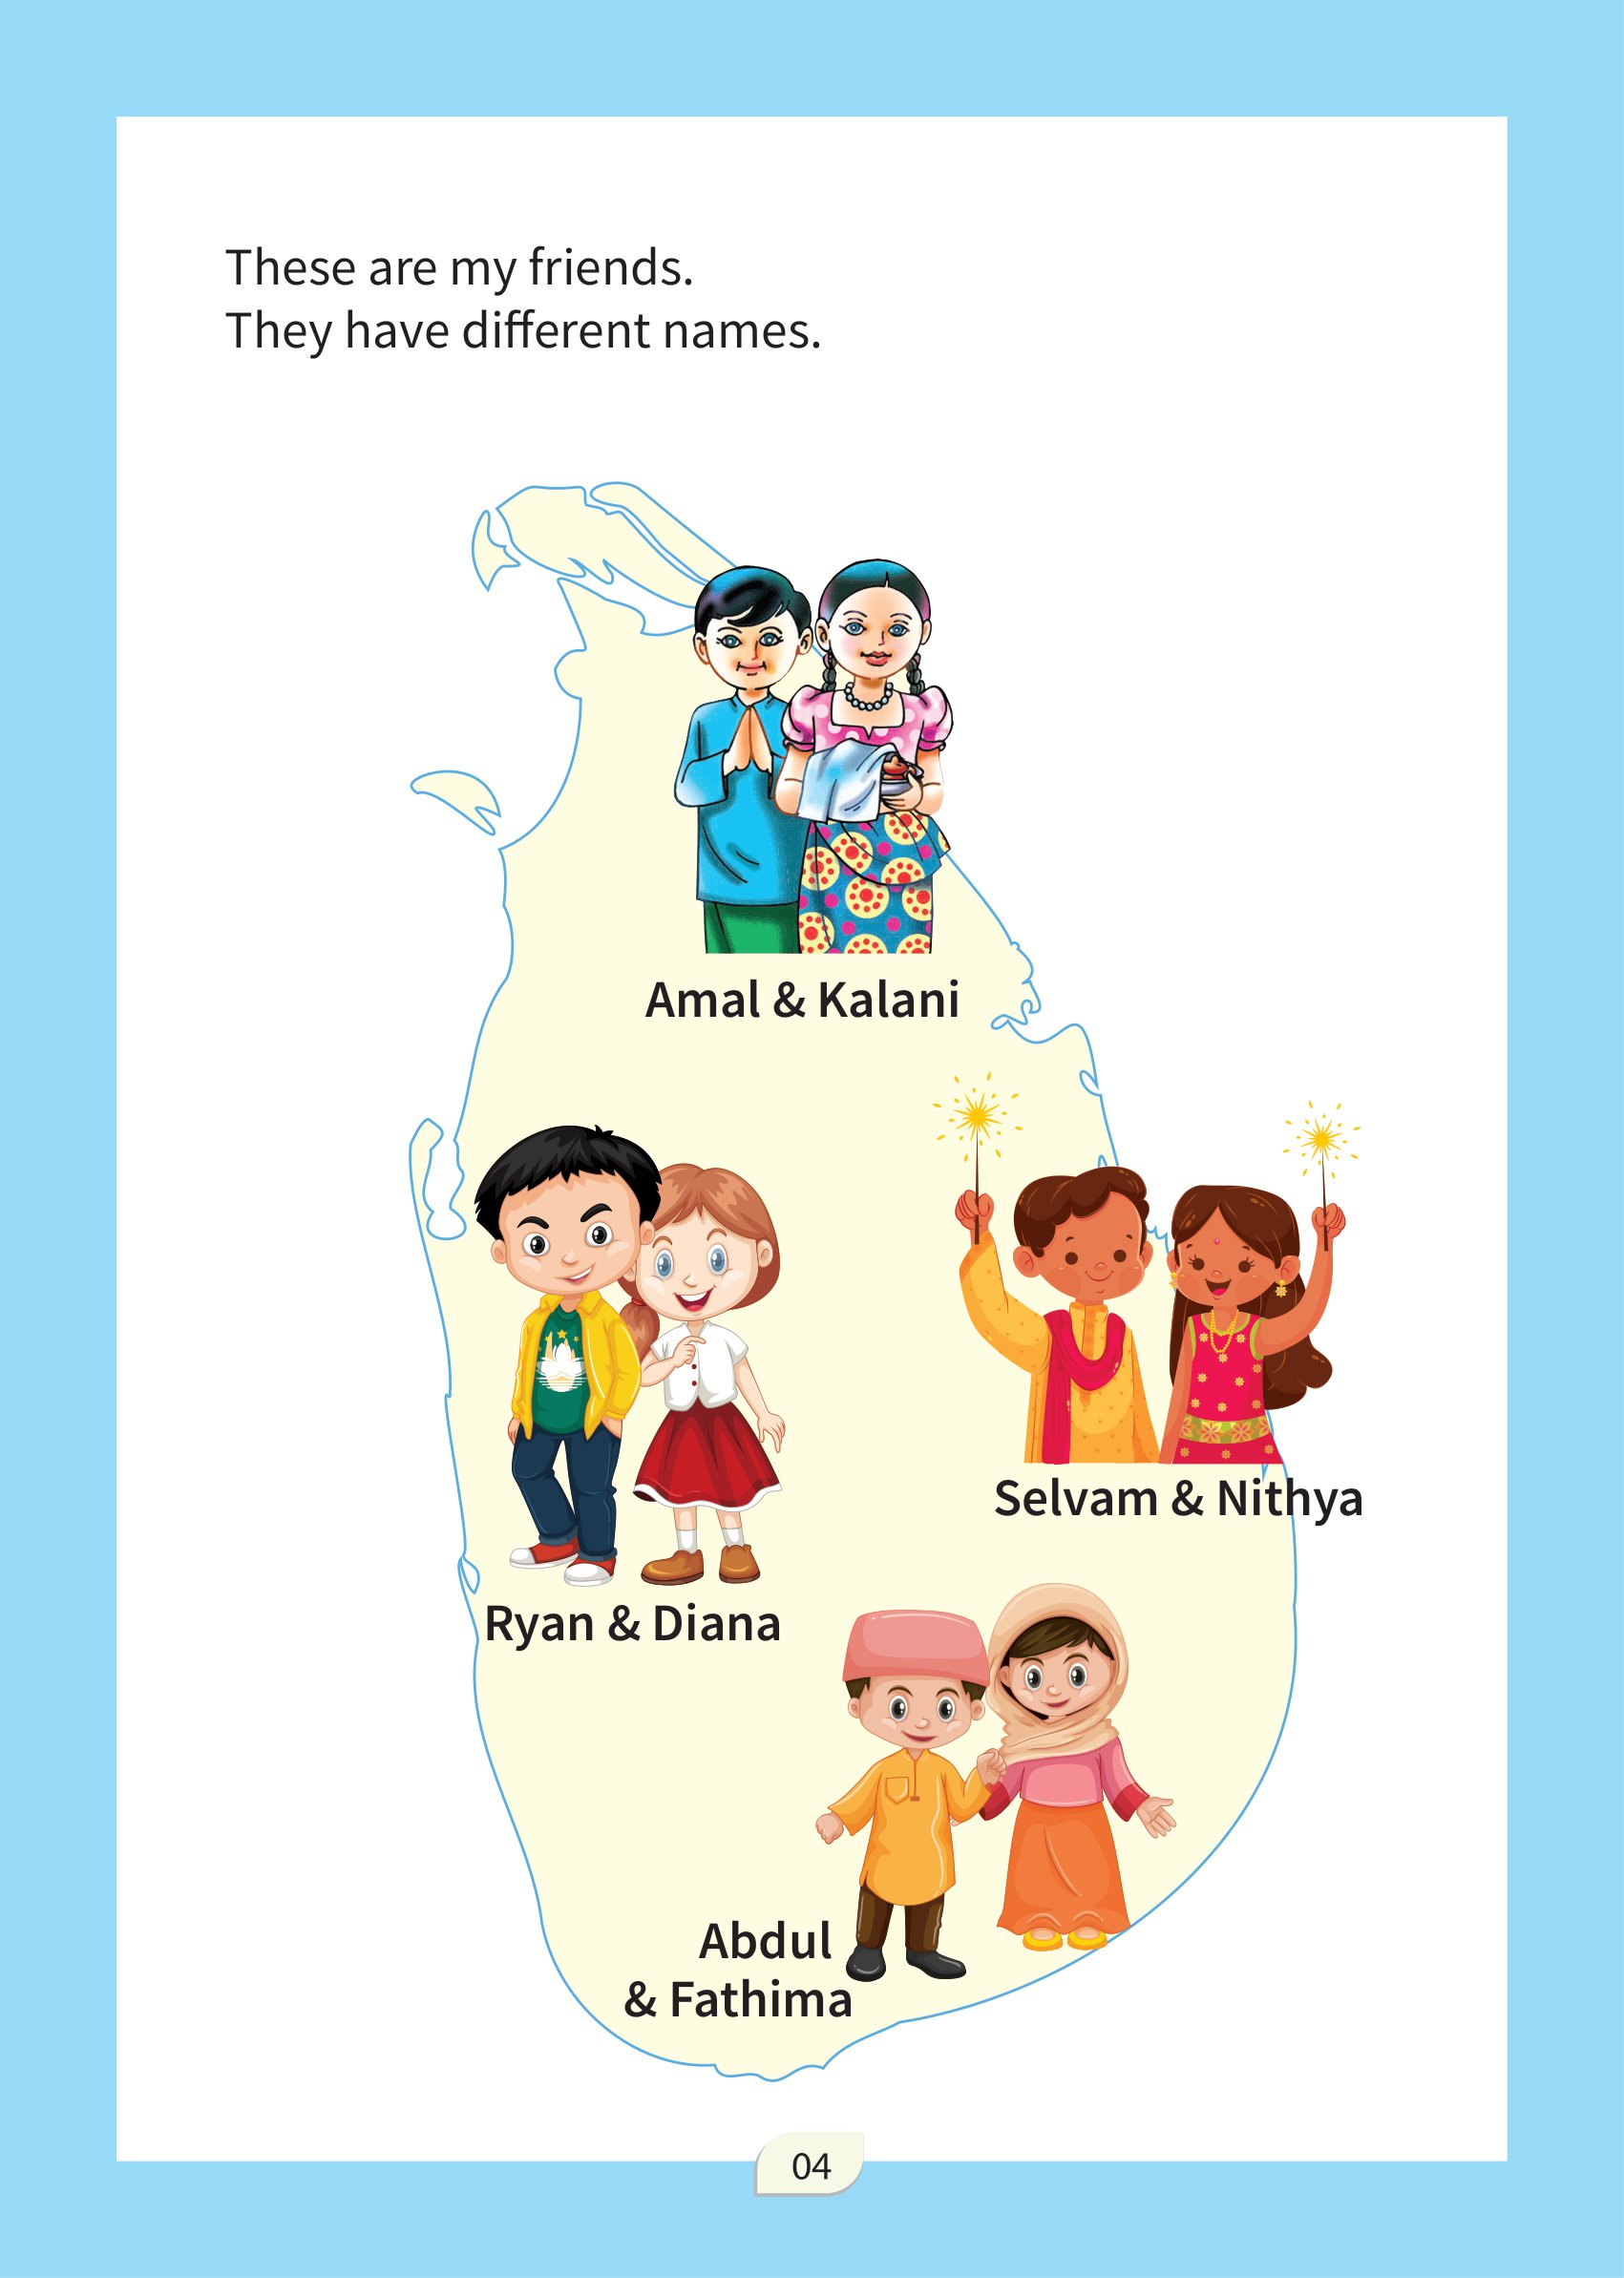 These are my friends.
They have different names.
Amal & Kalani
Selvam & Nithya
Ryan & Diana
Abdul
& Fathima
04